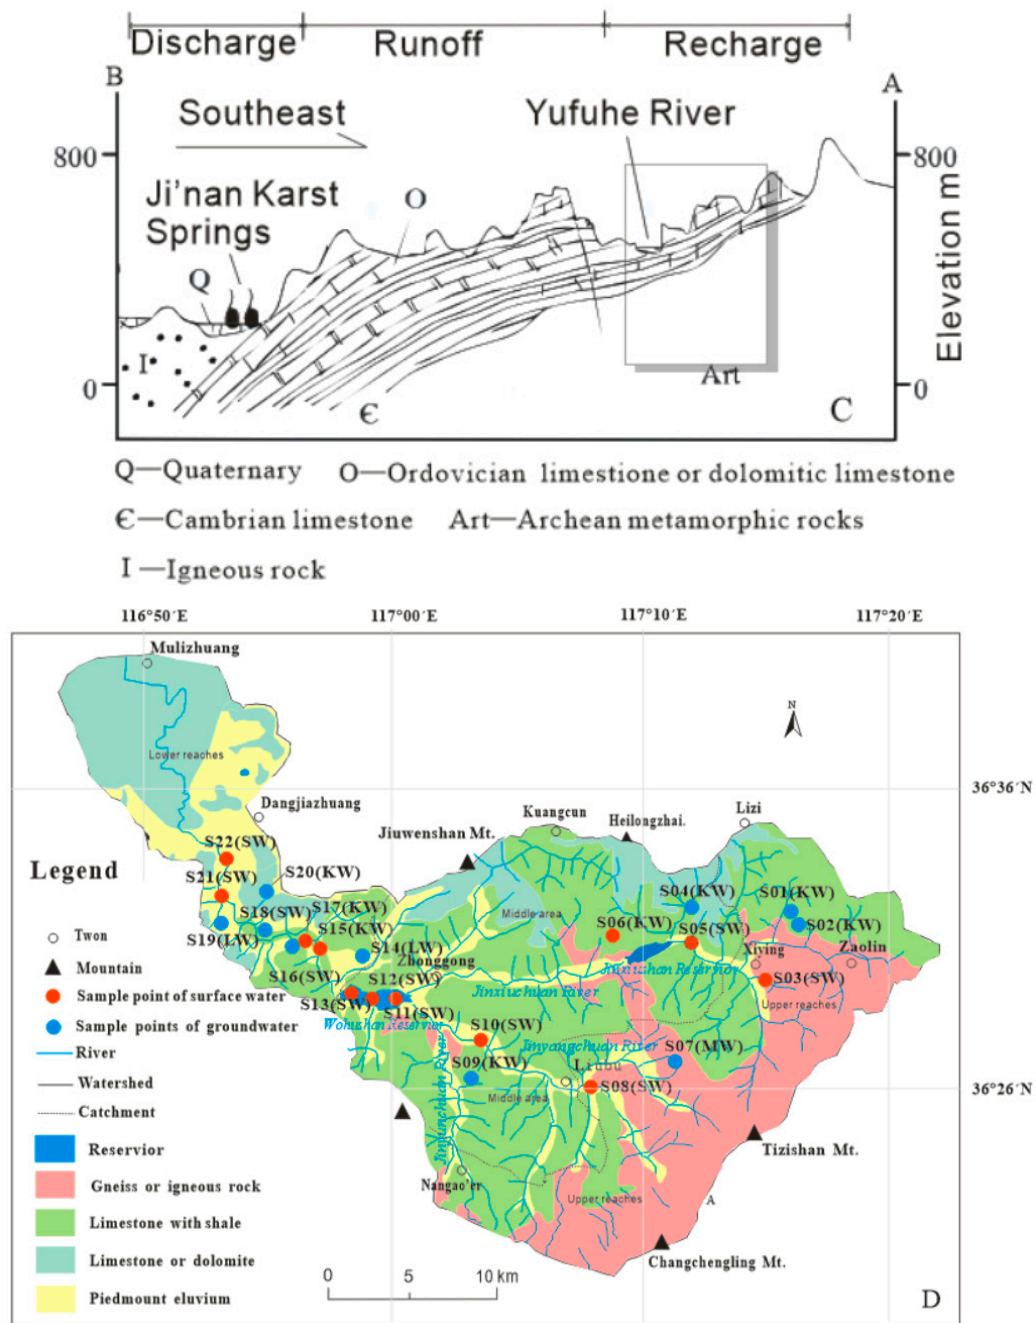 Discharge Runoff Recharge
B A
Southeast Yufuhe River
800 800
Ji'nan Karst
Springs
O
Q
Elevation m
I
0 Art 0
Є C
Q—Quaternary O—Ordovician limestione or dolomitic limestone
Є—Cambrian limestone Art—Archean metamorphic rocks
I—Igneous rock
116°50´E 117°00´E 117°10´E 117°20´E
Mulizhuang
N
Lower reaches
36°36´N
Dangjiazhuang
Kuangcun Heilongzhai. Lizi
Jiuwenshan Mt.
S22(SW)
S21(SW) S20(KW)
S04(KW) S01(KW)
S18(SW) S17(KW)
Middle area
S15(KW) S06(KW) S05(SW) S02(KW)
S19(LW) S14(LW)
Zhonggong Xiying Zaolin
S16(SW) S12(SW) Jinxiushan Reservior
S03(SW)
Jinxiuchuan River
S13(SW) S11(SW) Upper reaches
Wohushan Reservior S10(SW)
Jinyangchuan River S07(MW)
S09(KW) Liubu
S08(SW)
36°26´N
Middle area
Jinyunchuan River
Tizishan Mt.
Nangao'er
Upper reaches A
Changchengling Mt.
Legend
Twon
Mountain
Sample point of surface water
Sample points of groundwater
River
Watershed
Catchment
Reservior
Gneiss or igneous rock
Limestone with shale
Limestone or dolomite
Piedmount eluvium
0 5 10 km
D